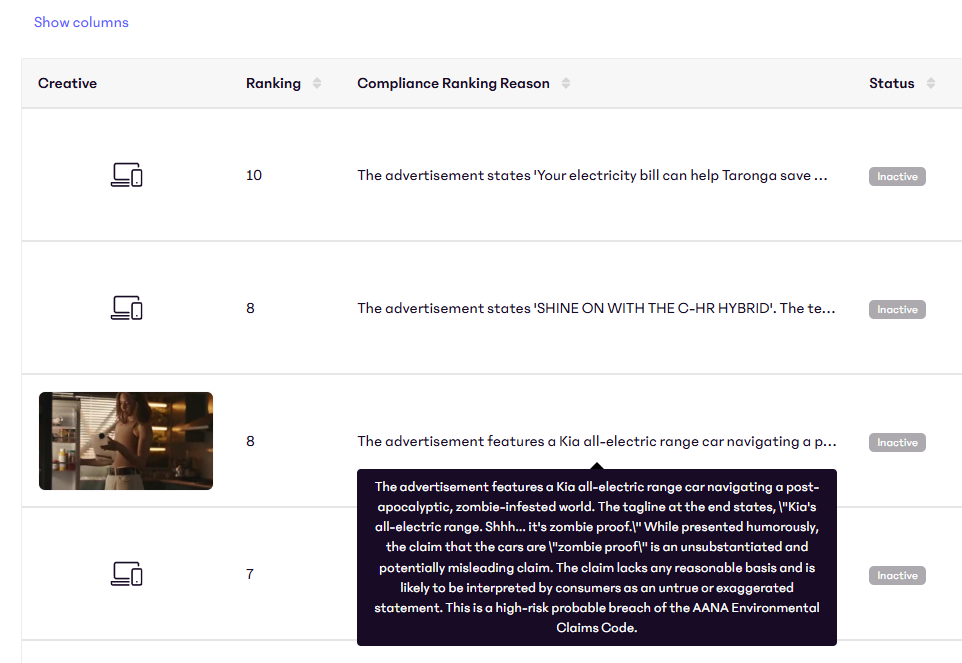 Show columns
Creative Ranking Compliance Ranking Reason Status
10 The advertisement states 'Your electricity bill can help Taronga save ... Inactive
8 The advertisement states 'SHINE ON WITH THE C-HR HYBRID'. The te... Inactive
8 The advertisement features a Kia all-electric range car navigating a p... Inactive
The advertisement features a Kia all-electric range car navigating a post-
apocalyptic, zombie-infested world. The tagline at the end states, \"Kia's
all-electric range. Shhh... it's zombie proof.\" While presented humorously,
the claim that the cars are \"zombie proof\" is an unsubstantiated and
potentially misleading claim. The claim lacks any reasonable basis and is
likely to be interpreted by consumers as an untrue or exaggerated
statement. This is a high-risk probable breach of the AANA Environmental
Claims Code.
7 Inactive